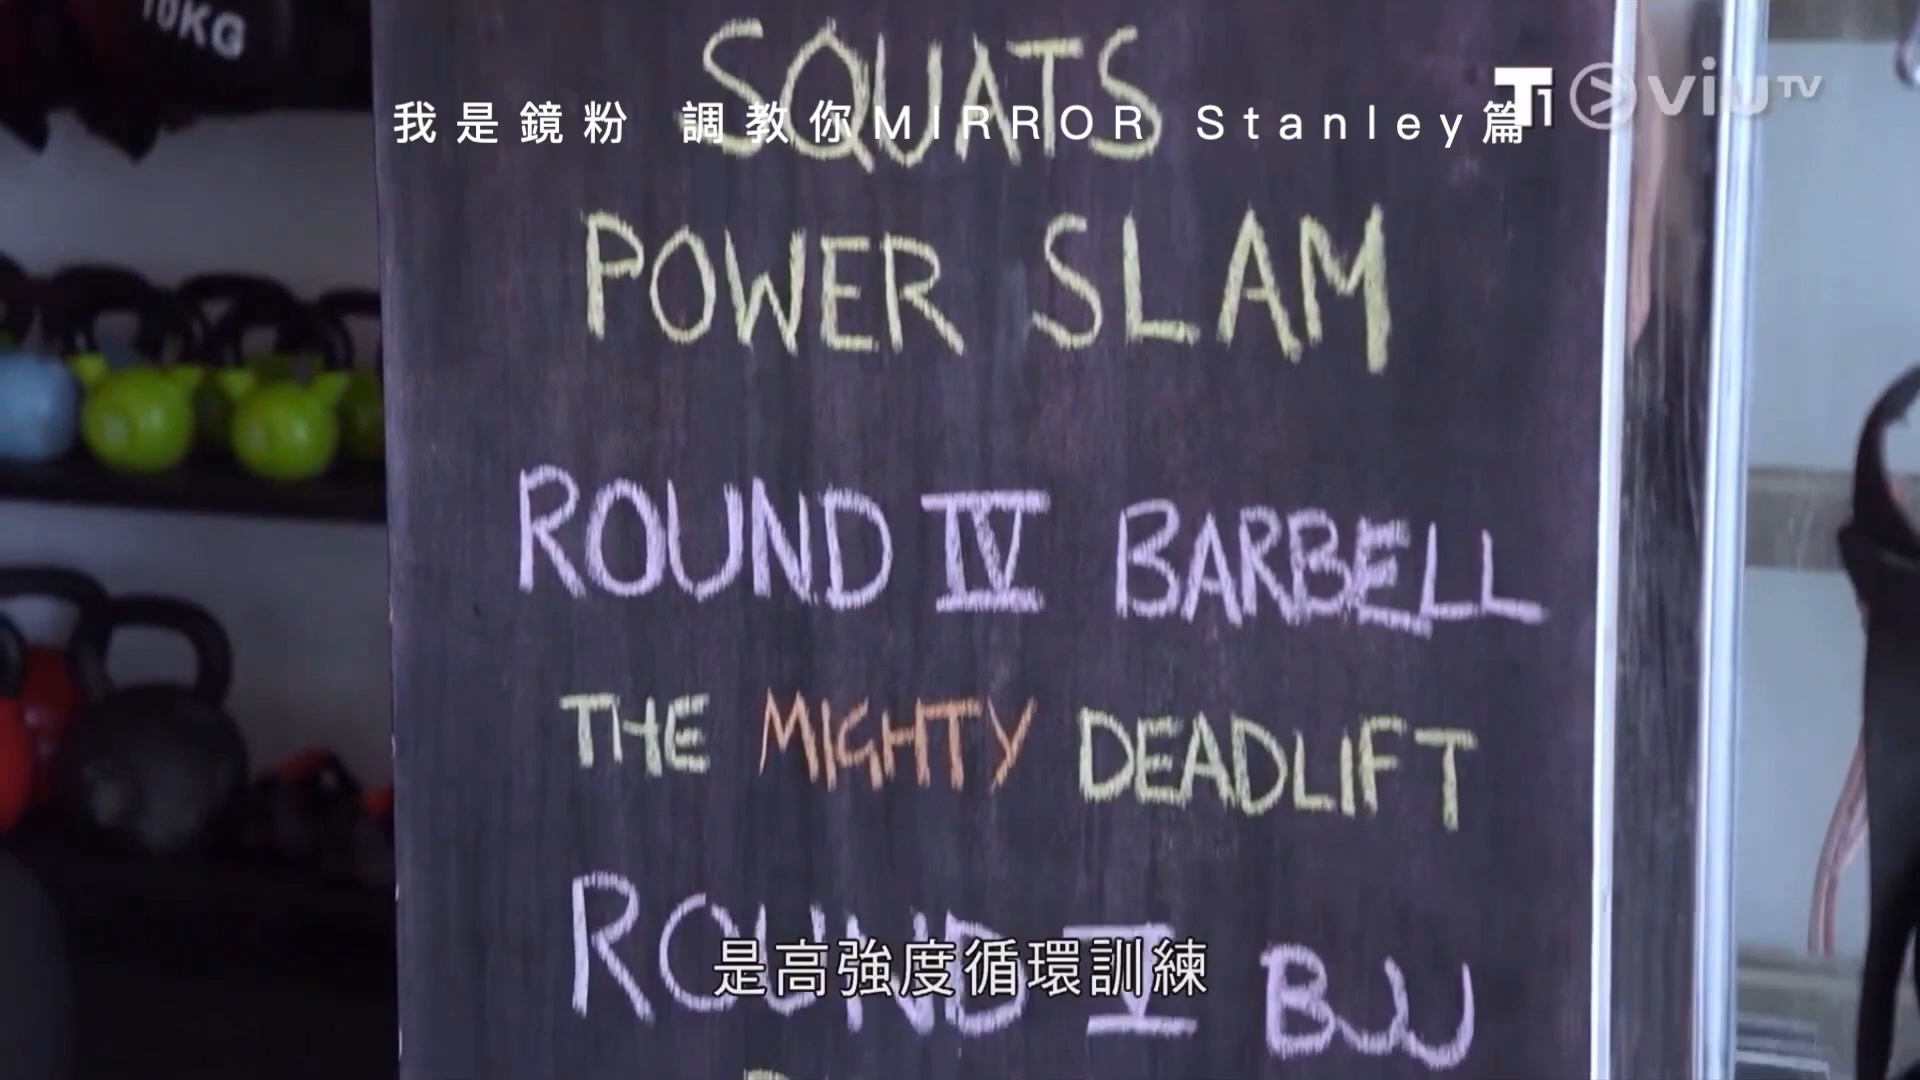 10KG
SQUATS
我是鏡粉 調教你MIRROR Stanley篇
viuTV
POWER SLAM
ROUND IV BARBELL
THE MIGHTY DEADLIFT
ROUND V BJJ
是高強度循環訓練